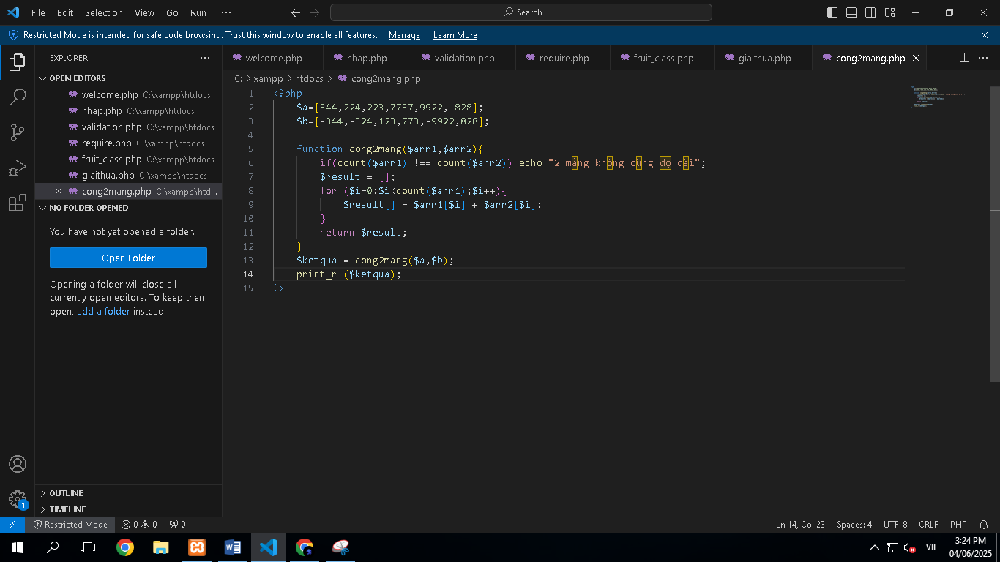 File Edit Selection View Go Run ··· Search
Restricted Mode is intended for safe code browsing. Trust this window to enable all features. Manage Learn More
EXPLORER ··· welcome.php nhap.php validation.php require.php fruit_class.php giaithua.php cong2mang.php ···
OPEN EDITORS
welcome.php C:\xampp\htdocs
nhap.php C:\xampp\htdocs
validation.php C:\xampp\htdocs
require.php C:\xampp\htdocs
fruit_class.php C:\xampp\htdocs
giaithua.php C:\xampp\htdocs
cong2mang.php C:\xampp\htd...
NO FOLDER OPENED
You have not yet opened a folder.
Open Folder
Opening a folder will close all
currently open editors. To keep them
open, add a folder instead.
OUTLINE
TIMELINE
C: > xampp > htdocs > cong2mang.php
1 <?php
2 $a=[344,224,223,7737,9922,-828];
3 $b=[-344,-324,123,773,-9922,828];
4
5 function cong2mang($arr1,$arr2){
6 if(count($arr1) !== count($arr2)) echo "2 mảng không cùng độ dài";
7 $result = [];
8 for ($i=0;$i<count($arr1);$i++){
9 $result[] = $arr1[$i] + $arr2[$i];
10 }
11 return $result;
12 }
13 $ketqua = cong2mang($a,$b);
14 print_r ($ketqua);
15 ?>
1
Restricted Mode 0 0 0 Ln 14, Col 23 Spaces: 4 UTF-8 CRLF PHP
VIE 3:24 PM
04/06/2025